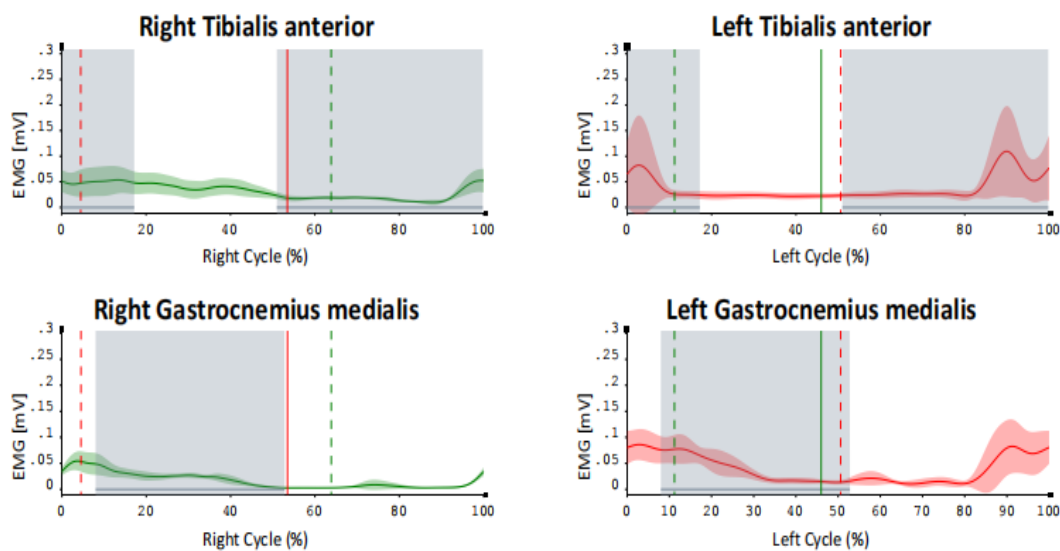 Right Tibialis anterior
.3
.25
.2
.15
.1
.05
0
EMG [mV]
0 20 40 60 80 100
Right Cycle (%)
Left Tibialis anterior
.3
.25
.2
.15
.1
.05
0
EMG [mV]
0 20 40 60 80 100
Left Cycle (%)
Right Gastrocnemius medialis
.3
.25
.2
.15
.1
.05
0
EMG [mV]
0 20 40 60 80 100
Right Cycle (%)
Left Gastrocnemius medialis
.3
.25
.2
.15
.1
.05
0
EMG [mV]
0 10 20 30 40 50 60 70 80 90 100
Left Cycle (%)